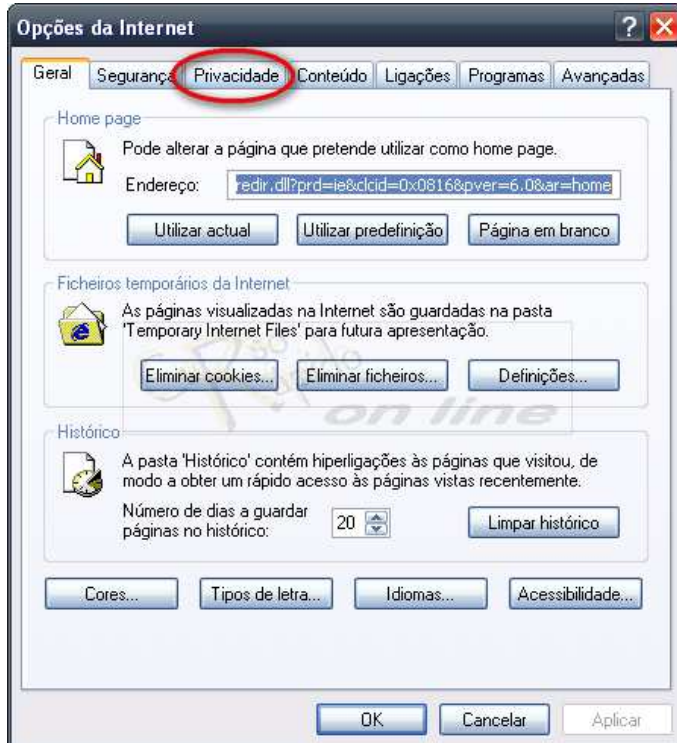 Opções da Internet
Geral Segurança Privacidade Conteúdo Ligações Programas Avançadas
Home page
Pode alterar a página que pretende utilizar como home page.
Endereço: redir.dll?prd=ie&clcid=0x0816&pver=6.0&ar=home
Utilizar actual Utilizar predefinição Página em branco
Ficheiros temporários da Internet
As páginas visualizadas na Internet são guardadas na pasta
'Temporary Internet Files' para futura apresentação.
Eliminar cookies... Eliminar ficheiros... Definições...
on line
Histórico
A pasta 'Histórico' contém hiperligações às páginas que visitou, de
modo a obter um rápido acesso às páginas vistas recentemente.
Número de dias a guardar
páginas no histórico: 20 Limpar histórico
Cores... Tipos de letra... Idiomas... Acessibilidade...
OK Cancelar Aplicar